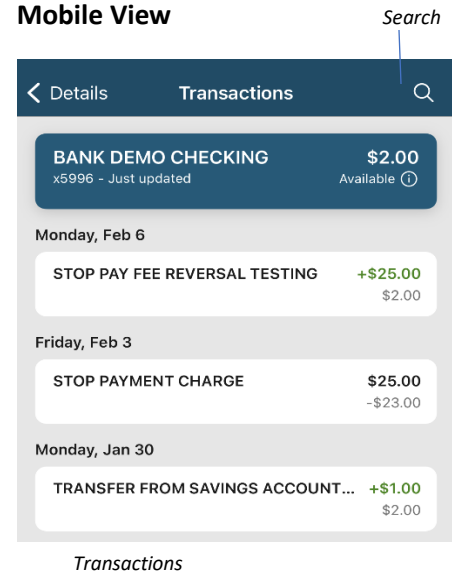 Mobile View
Search
Details Transactions
BANK DEMO CHECKING $2.00
x5996 - Just updated Available
Monday, Feb 6
STOP PAY FEE REVERSAL TESTING +$25.00
$2.00
Friday, Feb 3
STOP PAYMENT CHARGE $25.00
-$23.00
Monday, Jan 30
TRANSFER FROM SAVINGS ACCOUNT... +$1.00
$2.00
Transactions